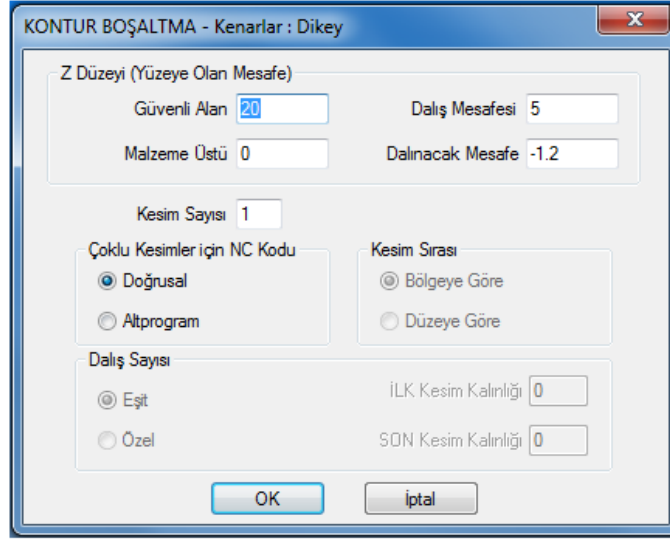 KONTUR BOŞALTMA - Kenarlar : Dikey
Z Düzeyi (Yüzeye Olan Mesafe)
Güvenli Alan 20 Dalış Mesafesi 5
Malzeme Üstü 0 Dalınacak Mesafe -1.2
Kesim Sayısı 1
Çoklu Kesimler için NC Kodu Kesim Sırası
Doğrusal Bölgeye Göre
Altprogram Düzeye Göre
Dalış Sayısı
Eşit İLK Kesim Kalınlığı 0
Özel SON Kesim Kalınlığı 0
OK İptal